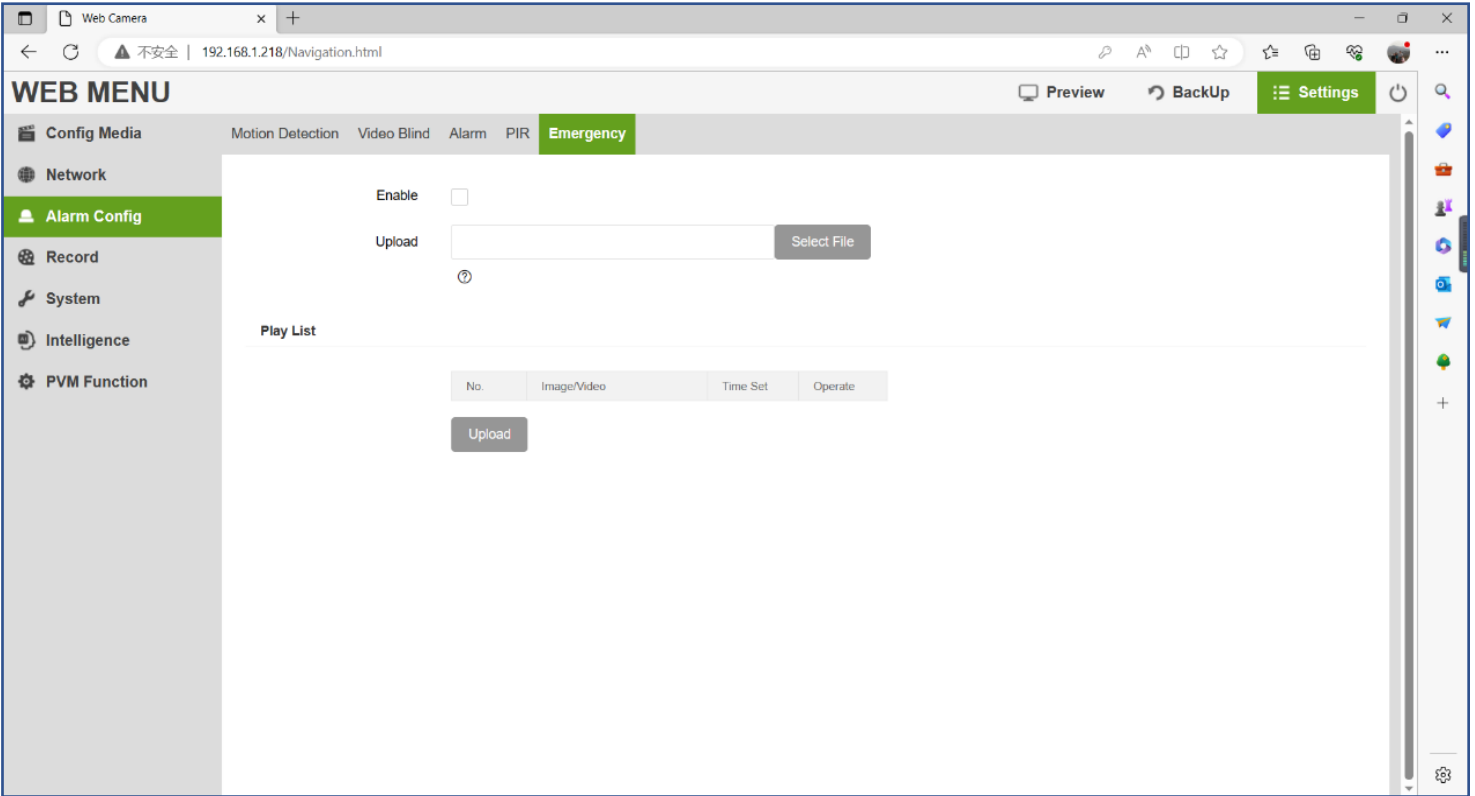 Web Camera
不安全 | 192.168.1.218/Navigation.html
WEB MENU
Preview
BackUp
Settings
Config Media
Network
Alarm Config
Record
System
Intelligence
PVM Function
Motion Detection Video Blind Alarm PIR Emergency
Enable
Upload
Select File
Play List
No. Image/Video Time Set Operate
Upload